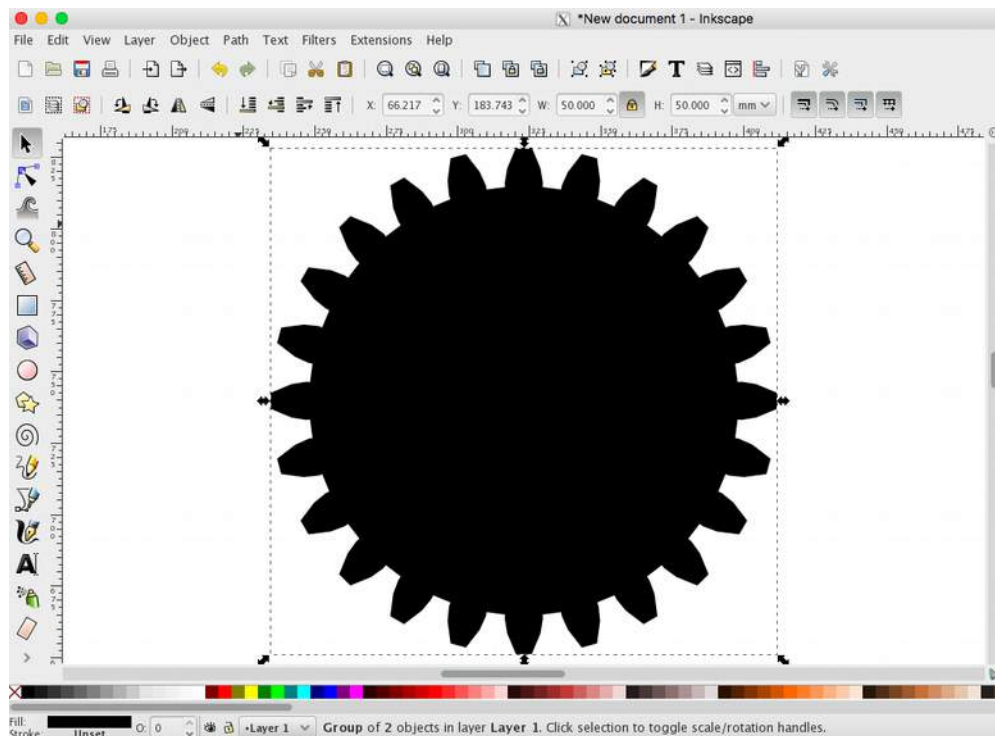 *New document 1 - Inkscape
File Edit View Layer Object Path Text Filters Extensions Help
X: 66.217 Y: 183.743 W: 50.000 H: 50.000 mm
Fill:
Stroke: Unset
O: 0
•Layer 1
Group of 2 objects in layer Layer 1. Click selection to toggle scale/rotation handles.